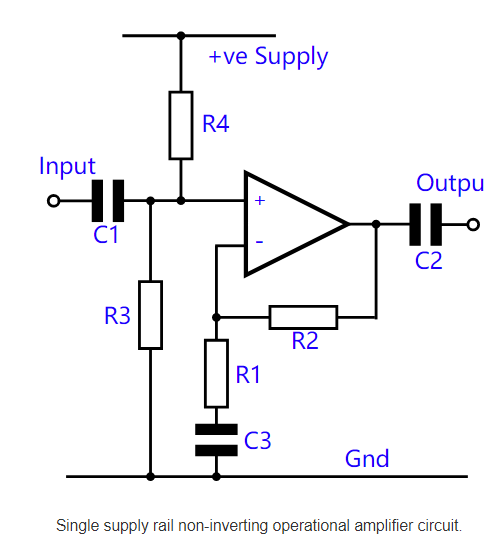 +ve Supply
R4
Input
Outpu
+
C1
-
C2
R3
R2
R1
C3
Gnd
Single supply rail non-inverting operational amplifier circuit.